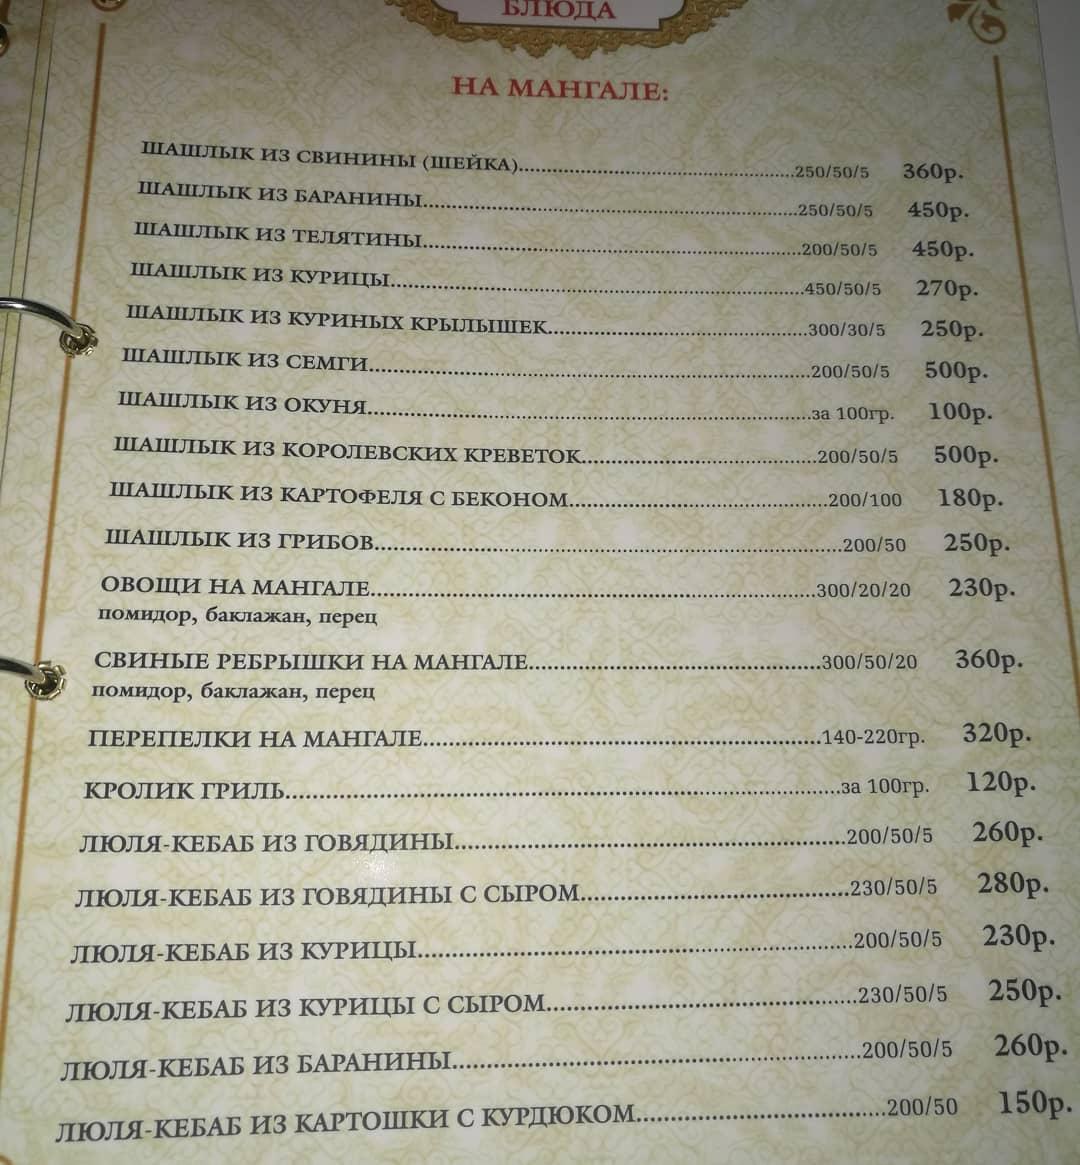 БЛЮДА
НА МАНГАЛЕ:
ШАШЛЫК ИЗ СВИНИНЫ (ШЕЙКА)..........250/50/5 360р.
ШАШЛЫК ИЗ БАРАНИНЫ..........250/50/5 450р.
ШАШЛЫК ИЗ ТЕЛЯТИНЫ..........200/50/5 450р.
ШАШЛЫК ИЗ КУРИЦЫ..........450/50/5 270р.
ШАШЛЫК ИЗ КУРИНЫХ КРЫЛЫШЕК..........300/30/5 250р.
ШАШЛЫК ИЗ СЕМГИ..........200/50/5 500р.
ШАШЛЫК ИЗ ОКУНЯ..........за 100гр. 100р.
ШАШЛЫК ИЗ КОРОЛЕВСКИХ КРЕВЕТОК..........200/50/5 500р.
ШАШЛЫК ИЗ КАРТОФЕЛЯ С БЕКОНОМ..........200/100 180р.
ШАШЛЫК ИЗ ГРИБОВ..........200/50 250р.
ОВОЩИ НА МАНГАЛЕ..........300/20/20 230р.
помидор, баклажан, перец
СВИНЫЕ РЕБРЫШКИ НА МАНГАЛЕ..........300/50/20 360р.
помидор, баклажан, перец
ПЕРЕПЕЛКИ НА МАНГАЛЕ..........140-220гр. 320р.
КРОЛИК ГРИЛЬ..........за 100гр. 120р.
ЛЮЛЯ-КЕБАБ ИЗ ГОВЯДИНЫ..........200/50/5 260р.
ЛЮЛЯ-КЕБАБ ИЗ ГОВЯДИНЫ С СЫРОМ..........230/50/5 280р.
ЛЮЛЯ-КЕБАБ ИЗ КУРИЦЫ..........200/50/5 230р.
ЛЮЛЯ-КЕБАБ ИЗ КУРИЦЫ С СЫРОМ..........230/50/5 250р.
ЛЮЛЯ-КЕБАБ ИЗ БАРАНИНЫ..........200/50/5 260р.
ЛЮЛЯ-КЕБАБ ИЗ КАРТОШКИ С КУРДЮКОМ..........200/50 150р.